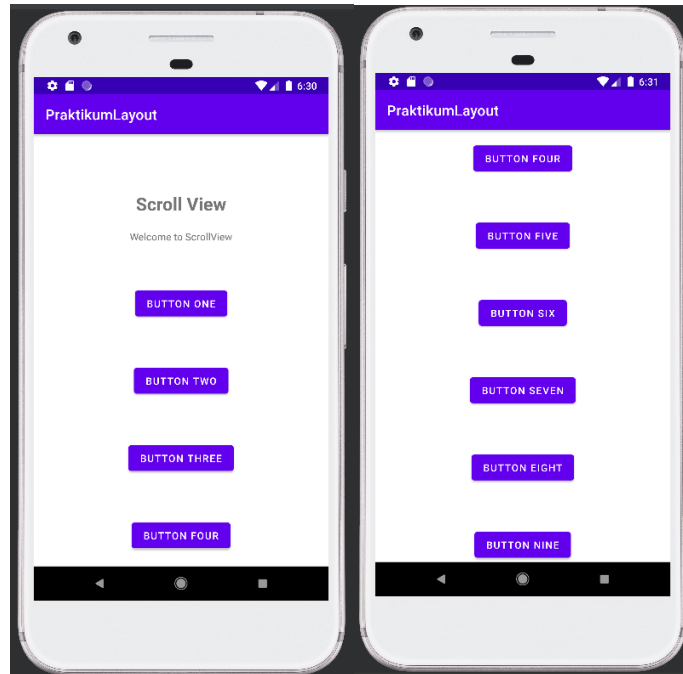 6:30
PraktikumLayout
Scroll View
Welcome to ScrollView
BUTTON ONE
BUTTON TWO
BUTTON THREE
BUTTON FOUR
6:31
PraktikumLayout
BUTTON FOUR
BUTTON FIVE
BUTTON SIX
BUTTON SEVEN
BUTTON EIGHT
BUTTON NINE